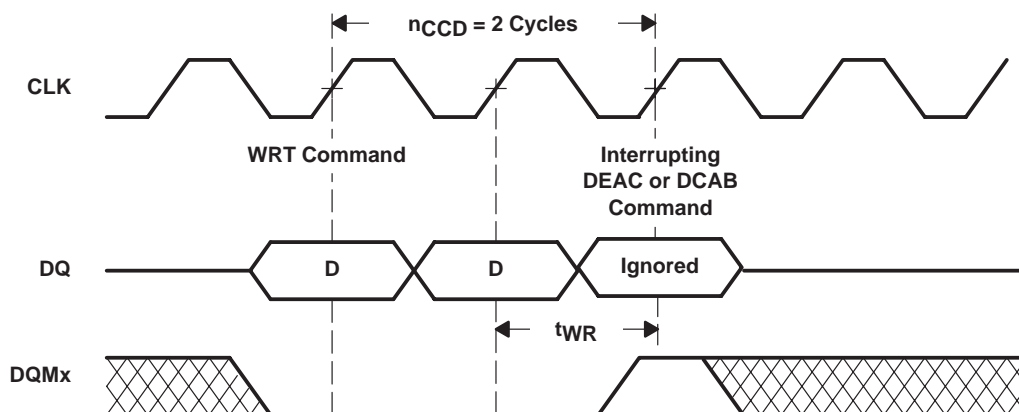 nCCD = 2 Cycles
CLK
WRT Command
Interrupting
DEAC or DCAB
Command
DQ
D
D
Ignored
tWR
DQMx